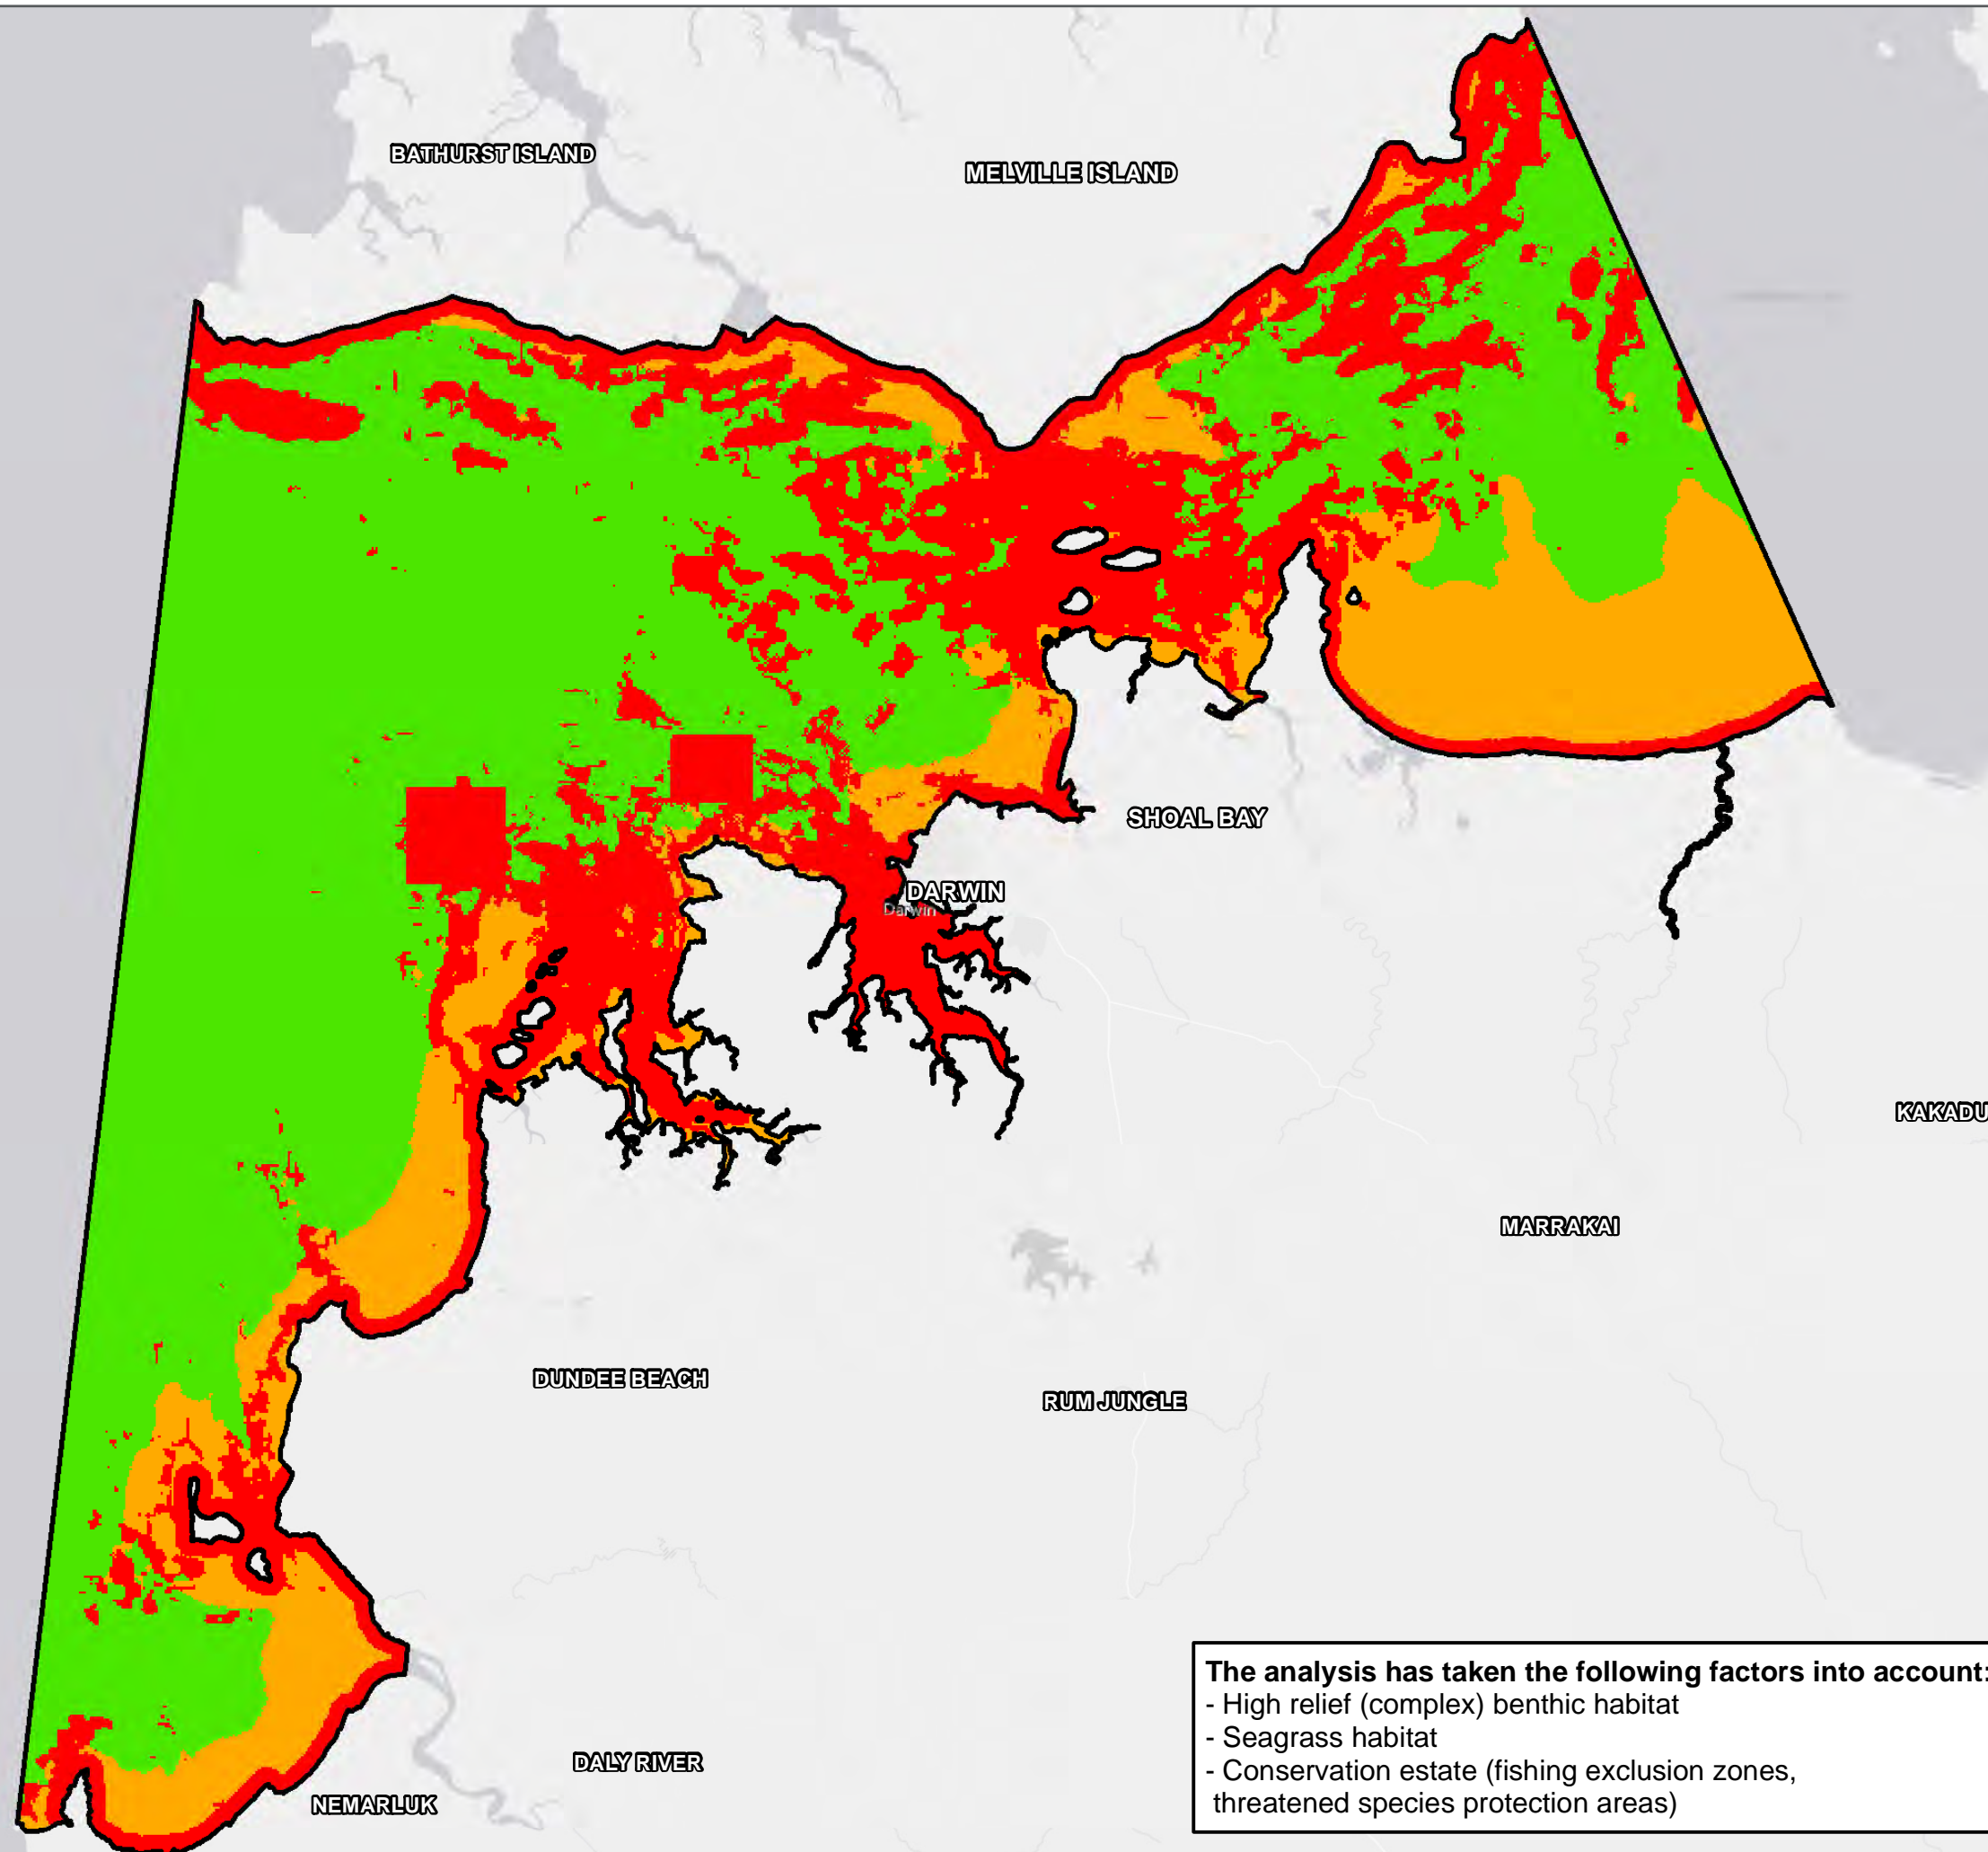 BATHURST ISLAND
MELVILLE ISLAND
SHOAL BAY
DARWIN
Darwin
KAKADU
MARRAKAI
DUNDEE BEACH
RUM JUNGLE
DALY RIVER
NEMARLUK
The analysis has taken the following factors into account:
- High relief (complex) benthic habitat
- Seagrass habitat
- Conservation estate (fishing exclusion zones,
threatened species protection areas)